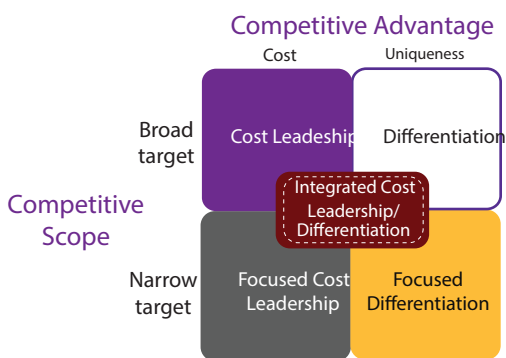 Competitive Advantage
Cost
Uniqueness
Broad
target
Cost Leadeship
Differentiation
Integrated Cost
Leadership/
Differentiation
Competitive
Scope
Narrow
target
Focused Cost
Leadership
Focused
Differentiation